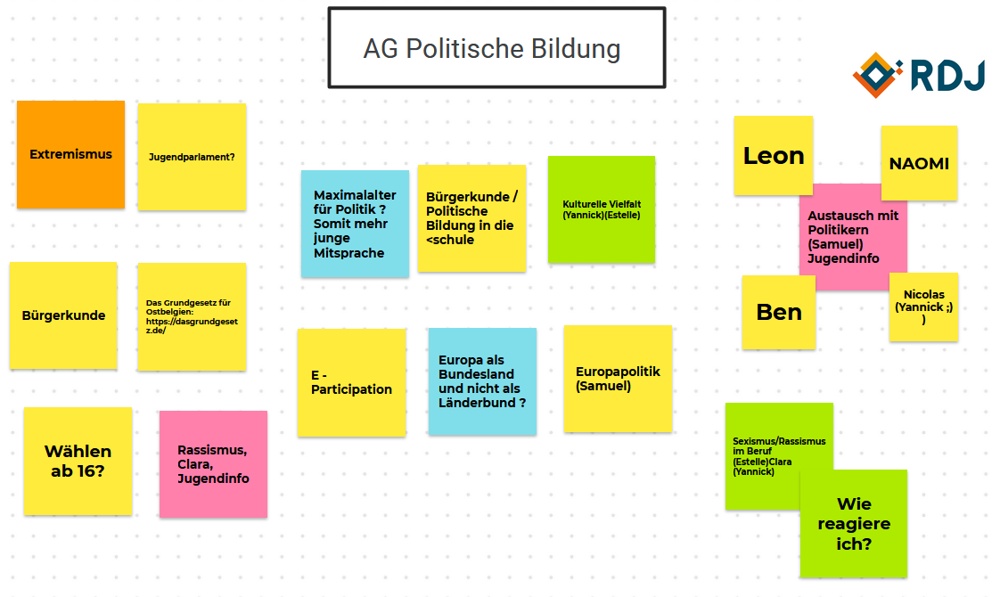 AG Politische Bildung
RDJ
Extremismus
Jugendparlament?
Maximalalter
für Politik ?
Somit mehr
junge
Mitsprache
Bürgerkunde /
Politische
Bildung in die
<schule
Kulturelle Vielfalt
(Yannick)(Estelle)
Leon
NAOMI
Austausch mit
Politikern
(Samuel)
Jugendinfo
Ben
Nicolas
(Yannick ;)
)
Bürgerkunde
Das Grundgesetz für
Ostbelgien:
https://dasgrundgeset
z.de/
E -
Participation
Europa als
Bundesland
und nicht als
Länderbund ?
Europapolitik
(Samuel)
Wählen
ab 16?
Rassismus,
Clara,
Jugendinfo
Sexismus/Rassismus
im Beruf
(Estelle)Clara
(Yannick)
Wie
reagiere
ich?